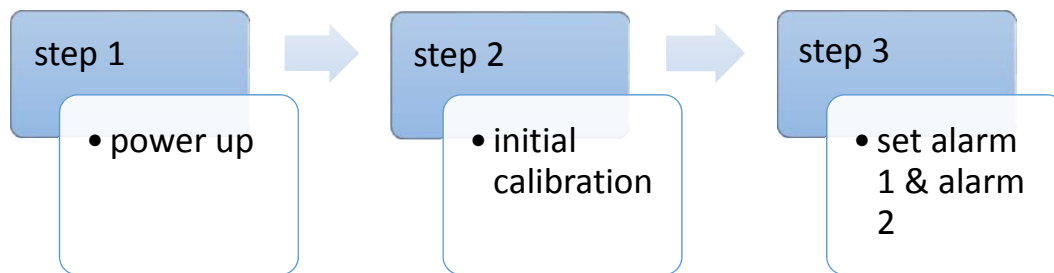 step 1
• power up
step 2
• initial
calibration
step 3
• set alarm
1 & alarm
2